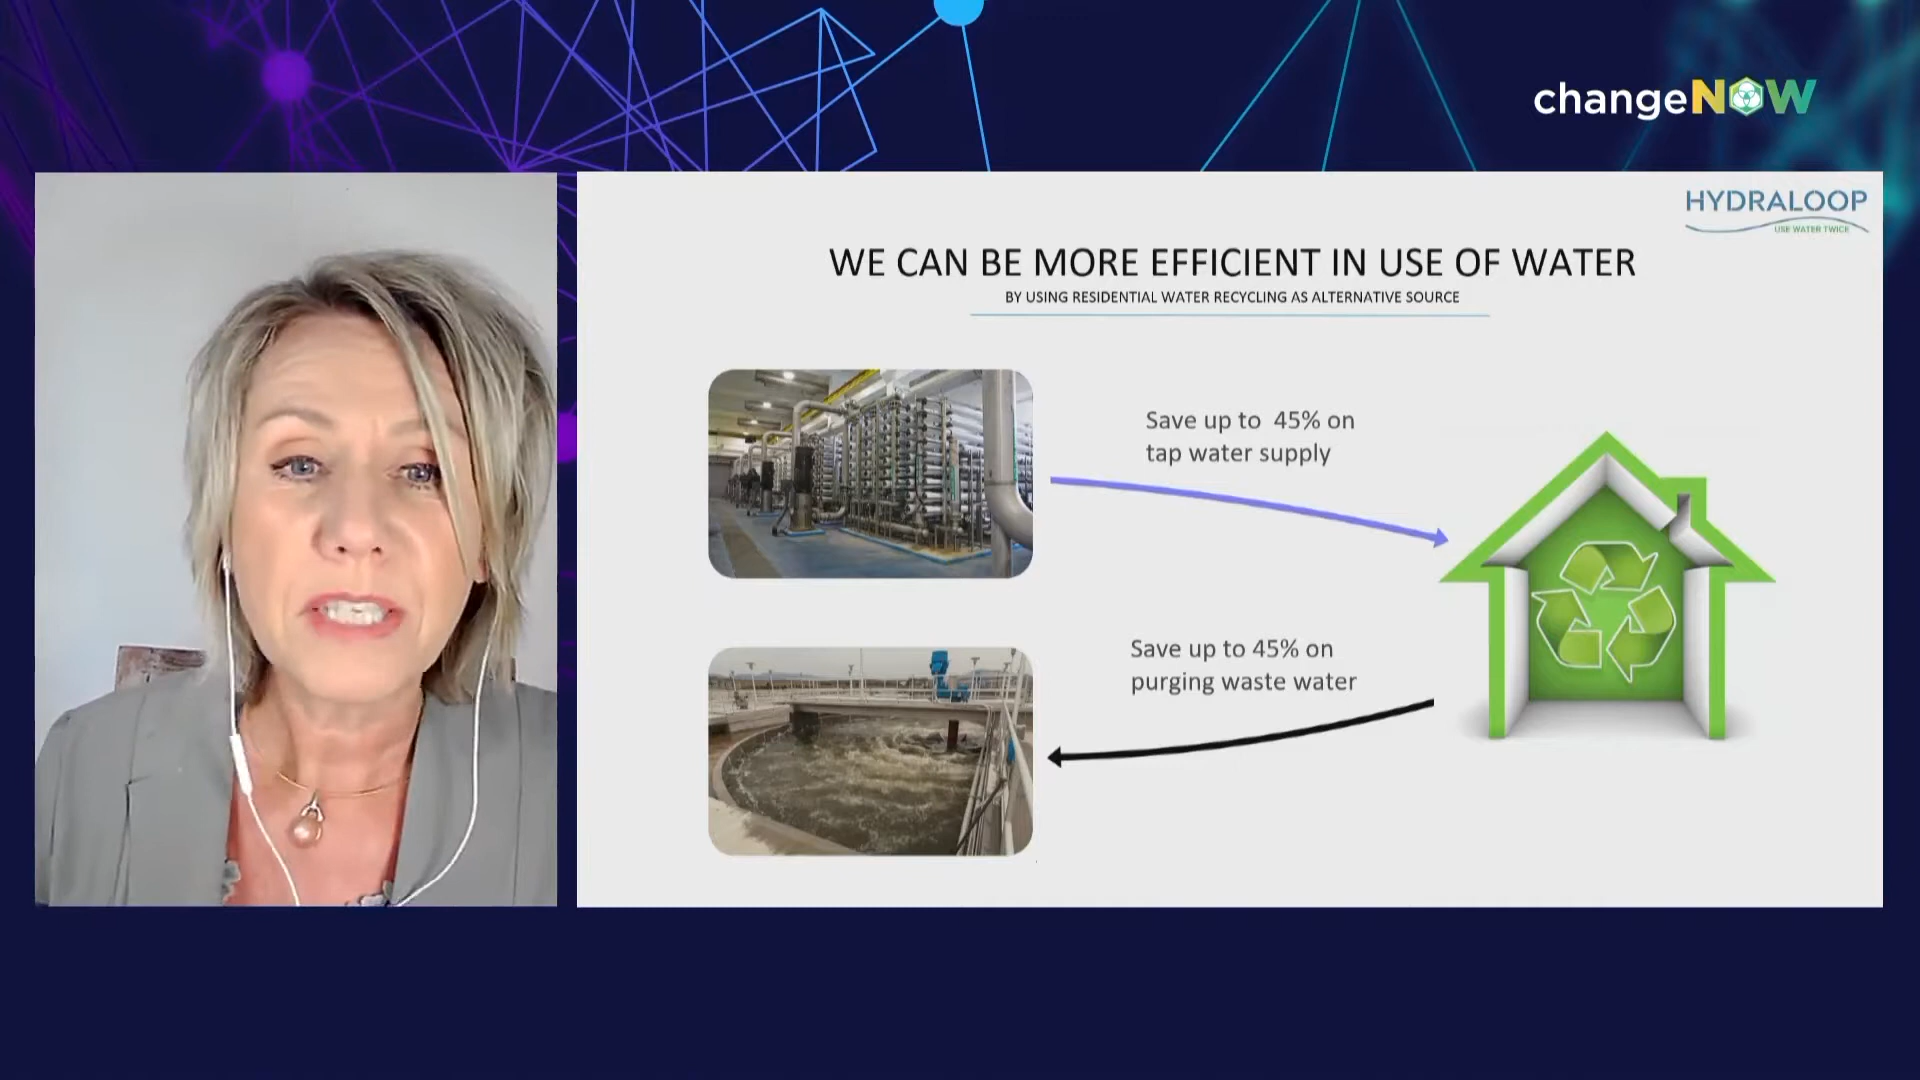 changeNOW
HYDRALOOP
USE WATER TWICE
WE CAN BE MORE EFFICIENT IN USE OF WATER
BY USING RESIDENTIAL WATER RECYCLING AS ALTERNATIVE SOURCE
Save up to 45% on
tap water supply
Save up to 45% on
purging waste water